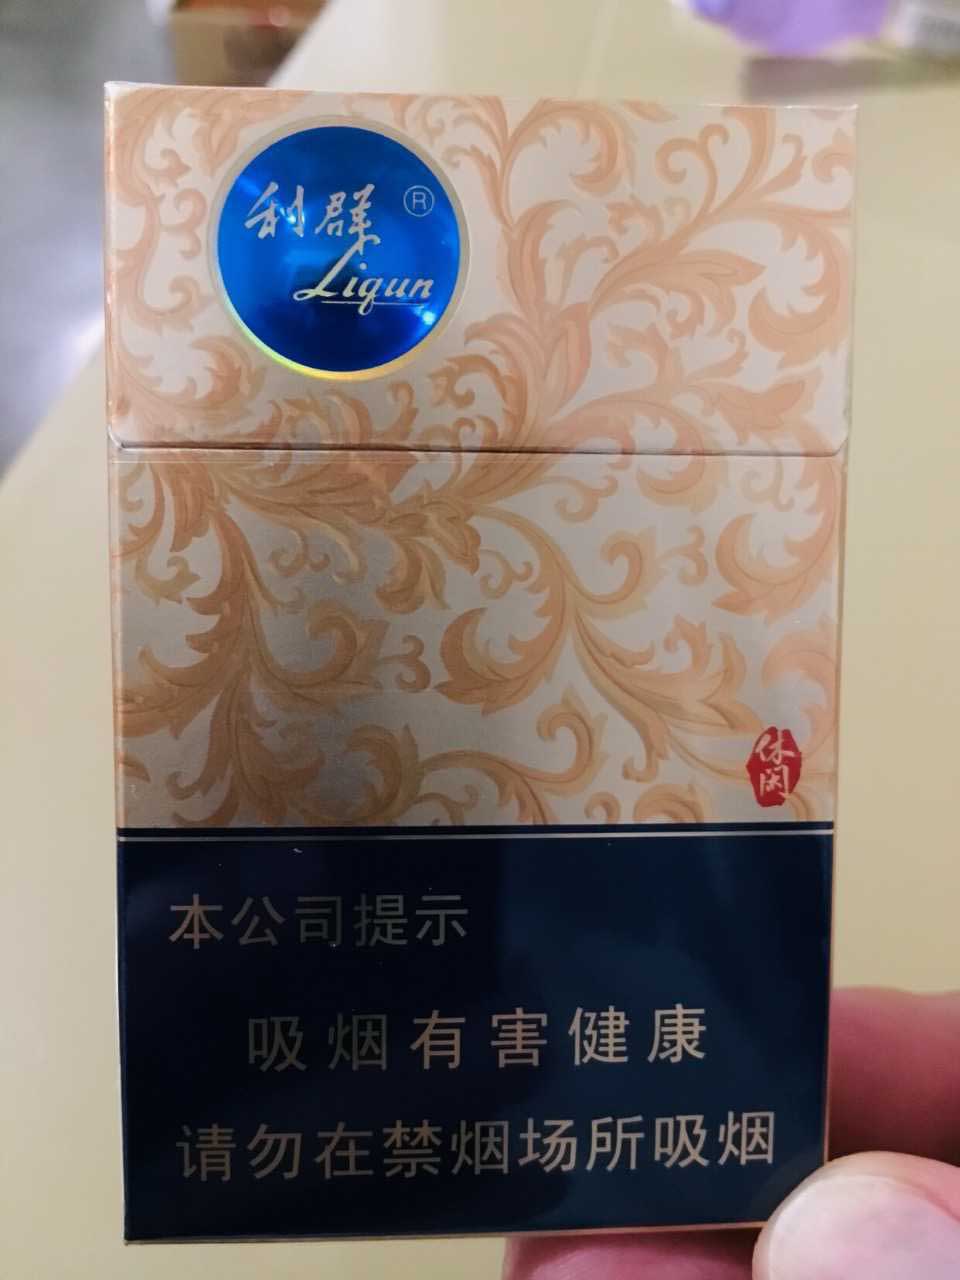 利群®
Liqun
休闲
本公司提示
吸烟有害健康
请勿在禁烟场所吸烟